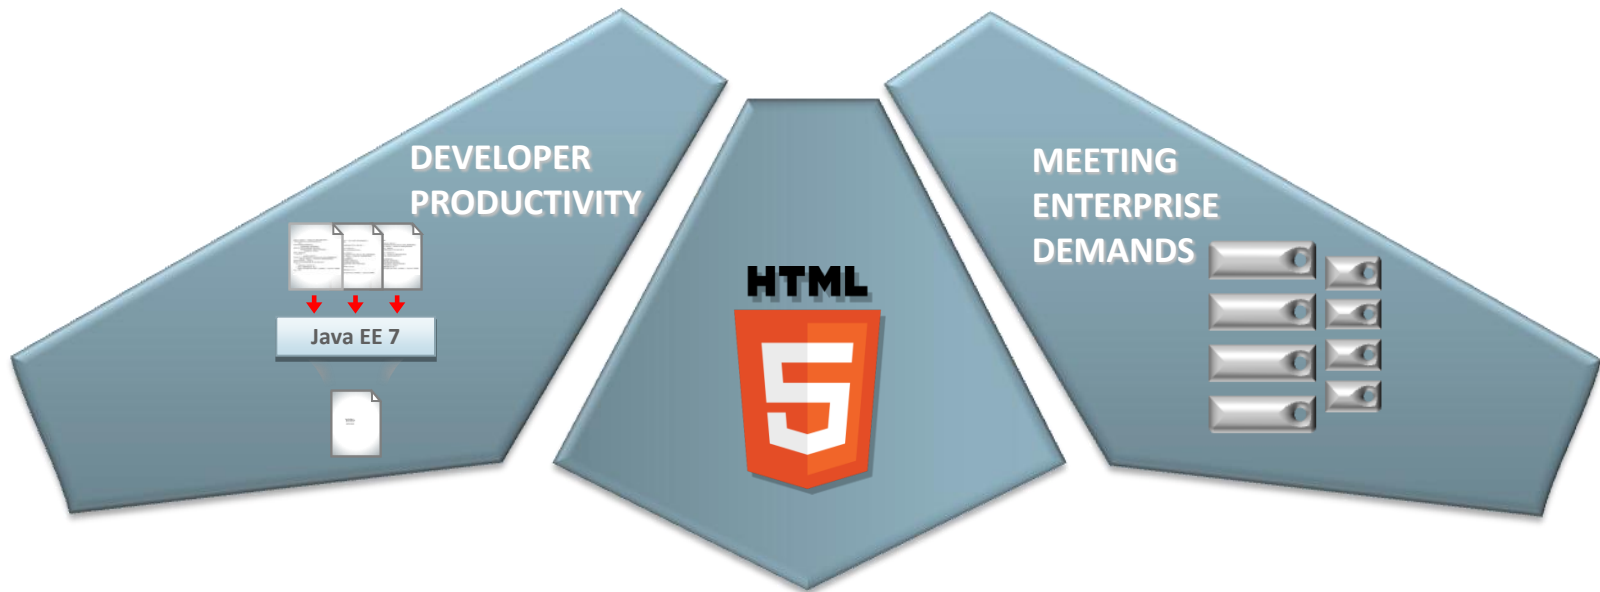 DEVELOPER
PRODUCTIVITY
Java EE 7
HTML
5
MEETING
ENTERPRISE
DEMANDS